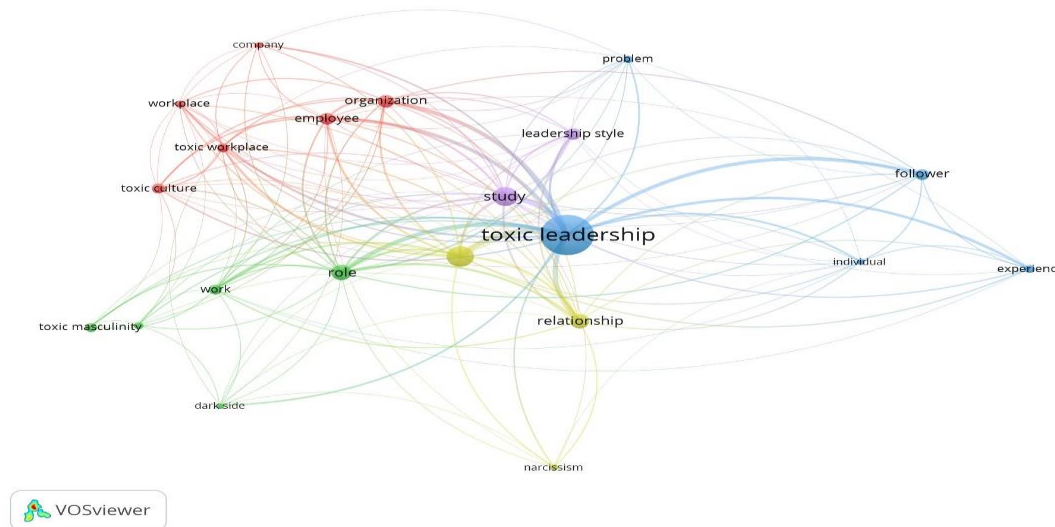 company
problem
workplace
organization
employee
leadership style
toxic workplace
follower
toxic culture
study
toxic leadership
individual
experienc
role
work
relationship
toxic masculinity
dark side
narcissism
VOSviewer